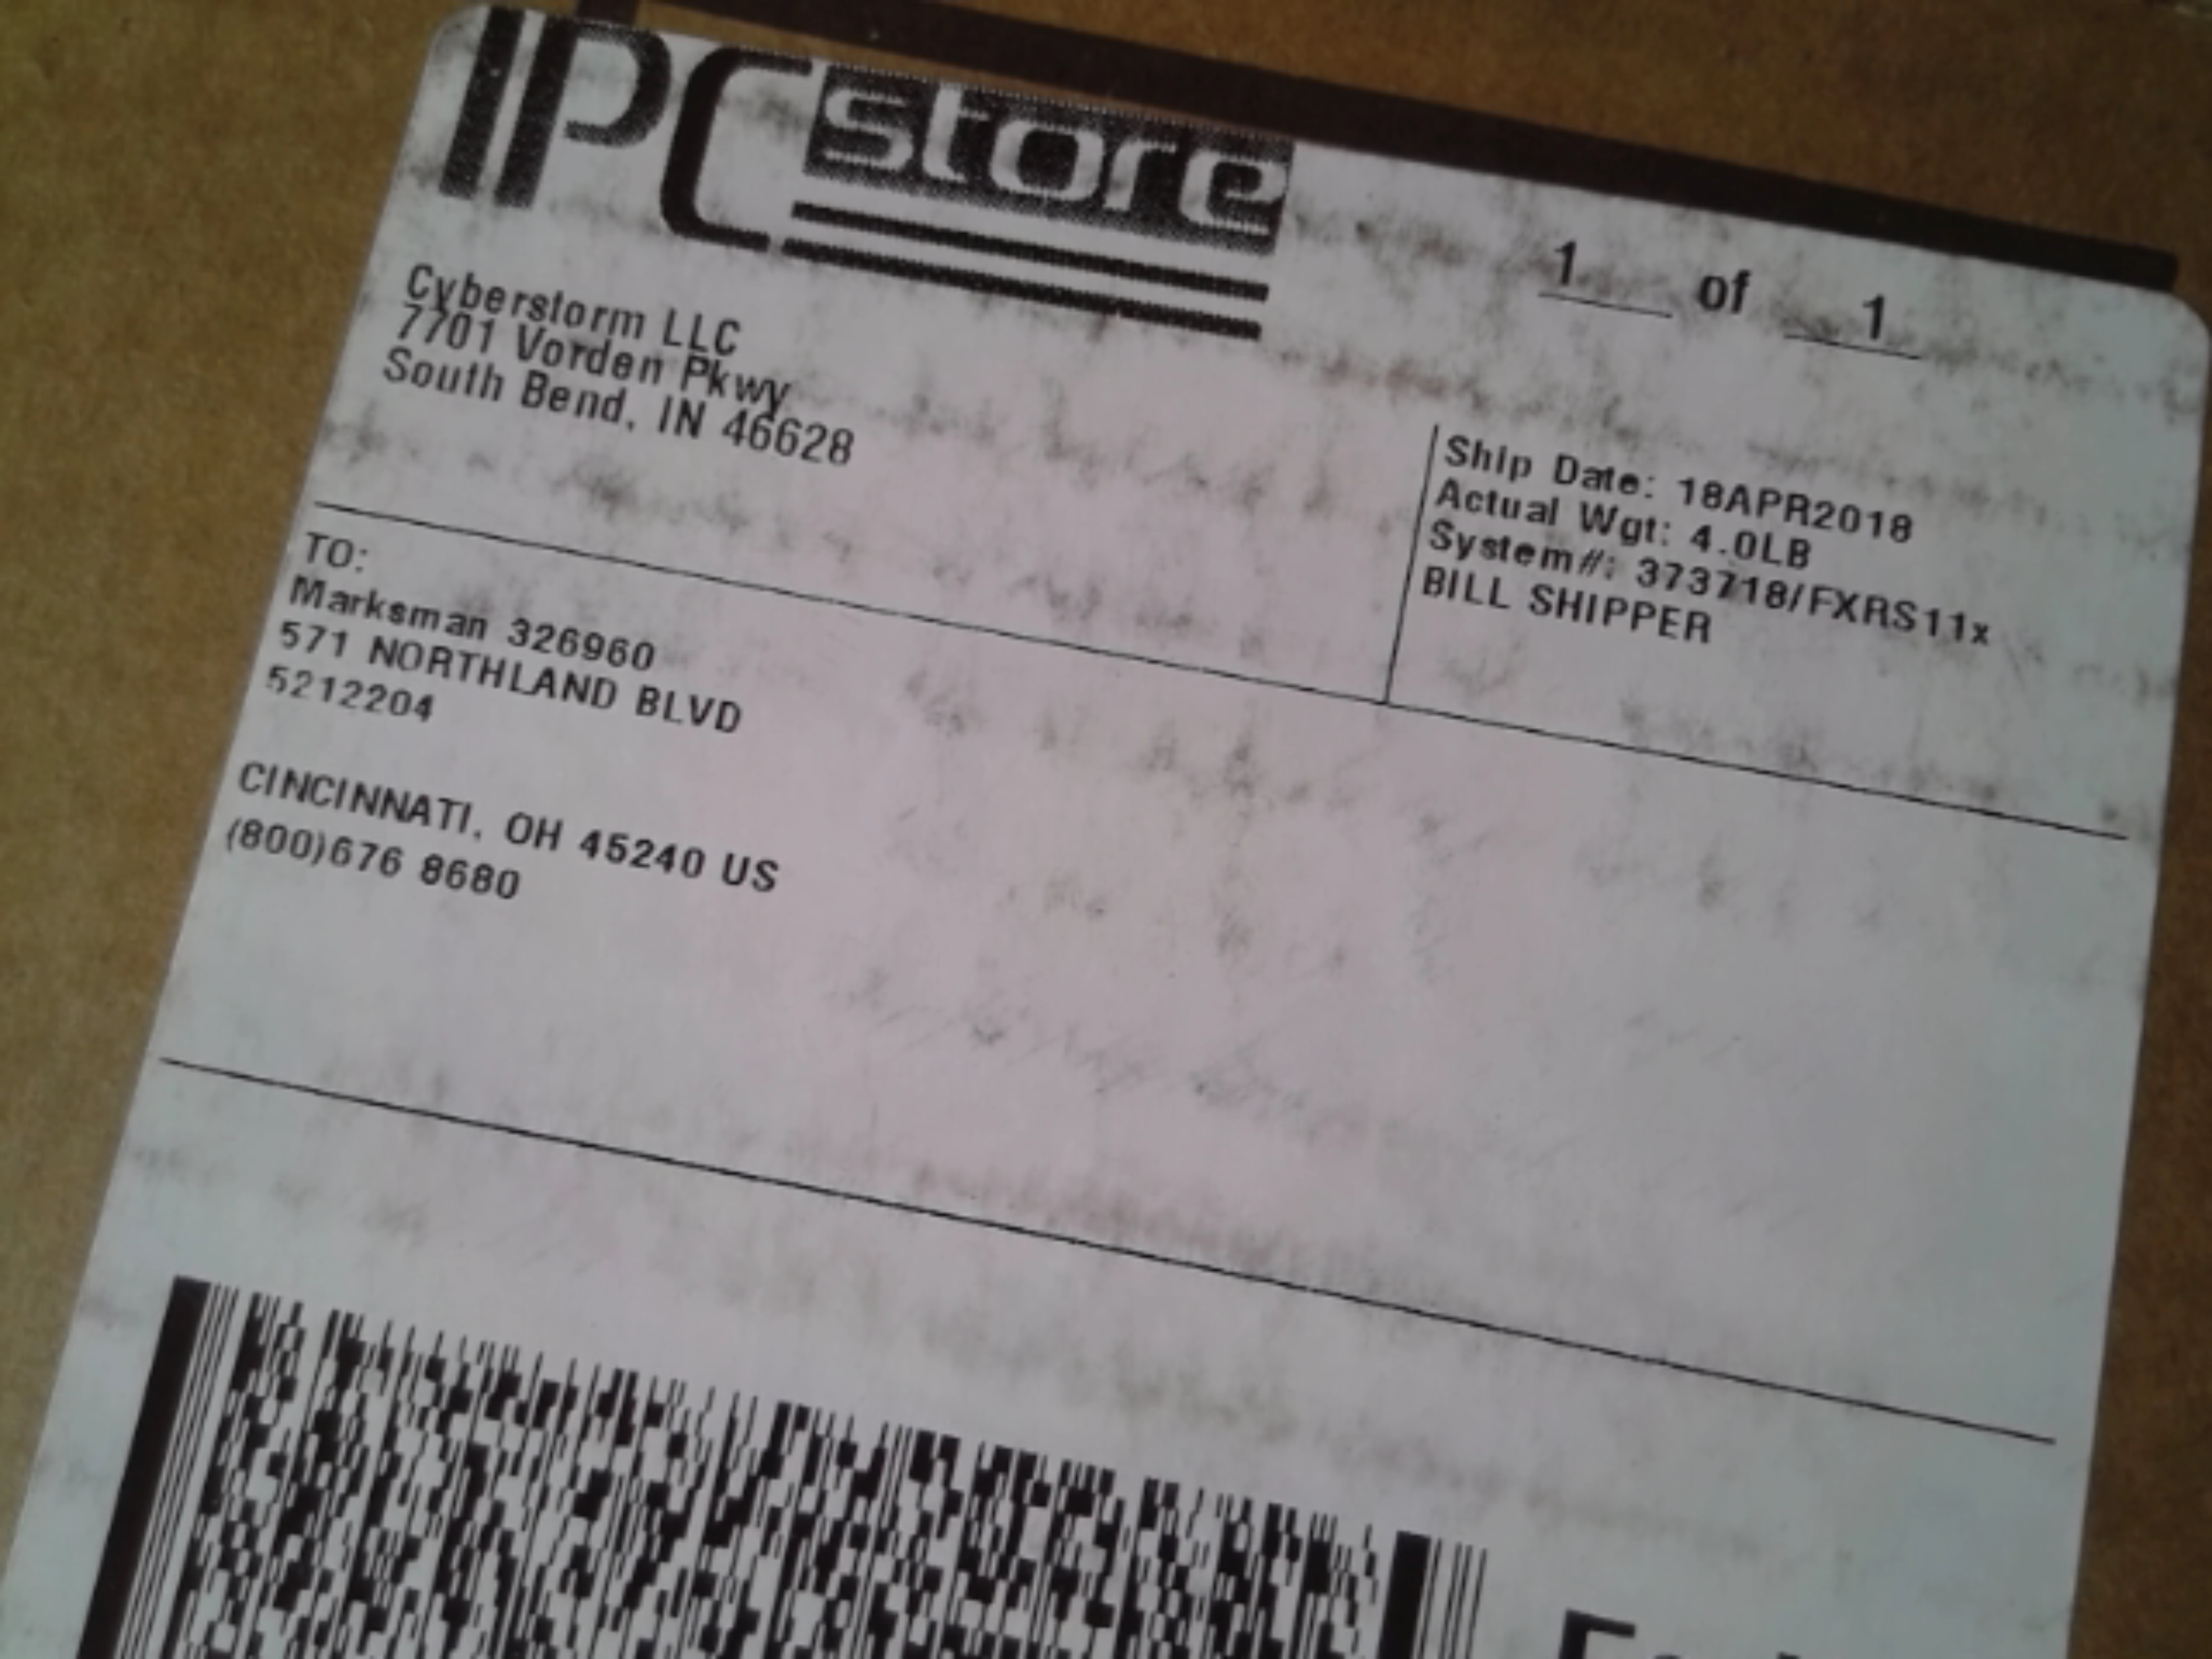 IPC store
1 of 1
Cyberstorm LLC
7701 Vorden Pkwy
South Bend, IN 46628
Ship Date: 18APR2018
Actual Wgt: 4.0LB
System#: 373718/FXRS11x
BILL SHIPPER
TO:
Marksman 326960
571 NORTHLAND BLVD
5212204
CINCINNATI, OH 45240 US
(800)676 8680